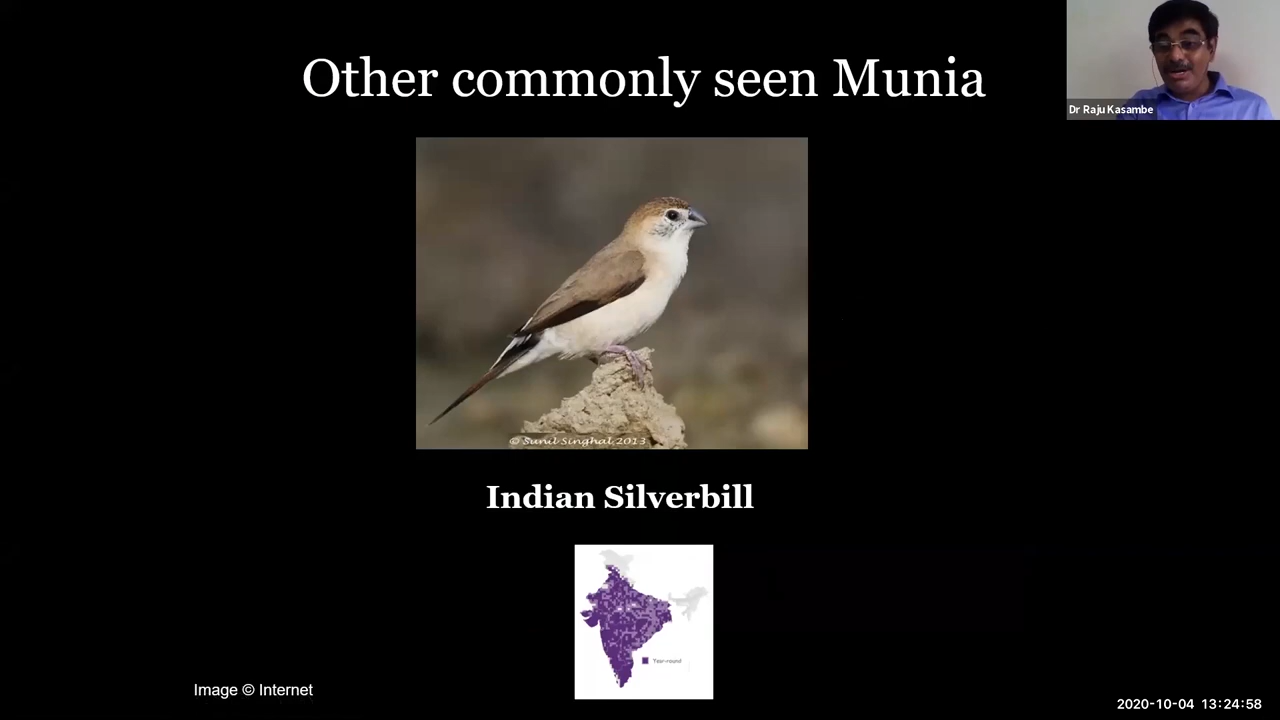 Other commonly seen Munia
Dr Raju Kasambe
© Sunil Singhal 2013
Indian Silverbill
Year-round
Image © Internet
2020-10-04 13:24:58